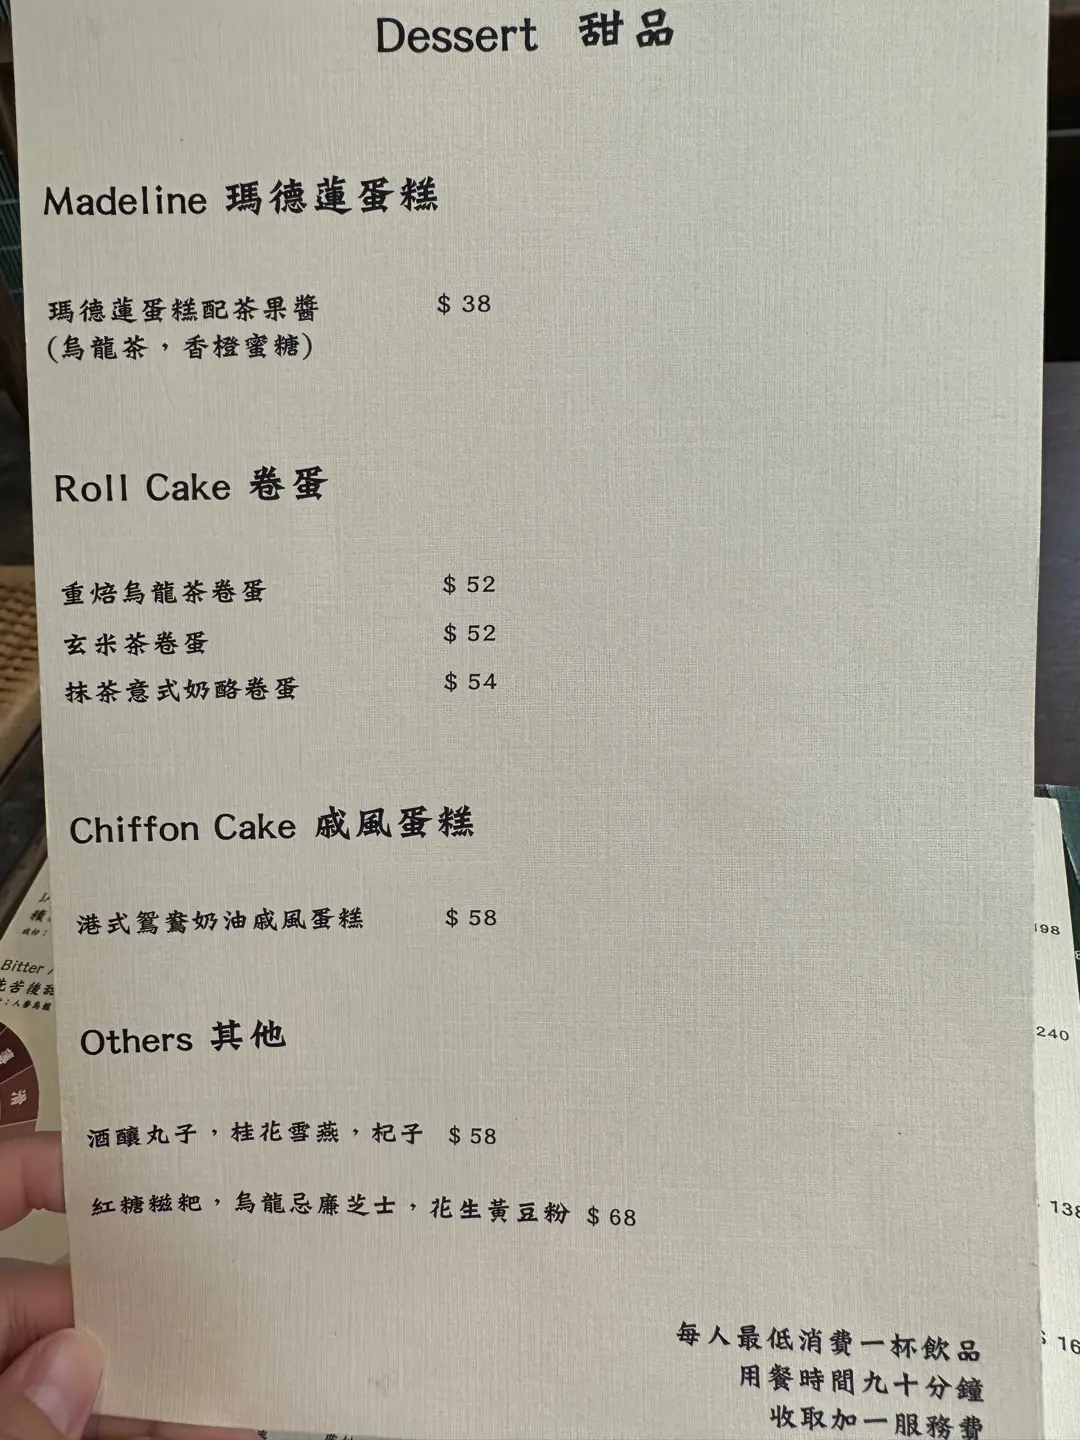 Dessert 甜品
Madeline 瑪德蓮蛋糕
瑪德蓮蛋糕配茶果醬 $ 38
(烏龍茶，香橙蜜糖)
Roll Cake 卷蛋
重焙烏龍茶卷蛋 $ 52
玄米茶卷蛋 $ 52
抹茶意式奶酪卷蛋 $ 54
Chiffon Cake 戚風蛋糕
港式鴛鴦奶油戚風蛋糕 $ 58
Others 其他
酒釀丸子，桂花雪燕，杞子 $ 58
紅糖糍粑，烏龍忌廉芝士，花生黃豆粉 $ 68
每人最低消費一杯飲品
用餐時間九十分鐘
收取加一服務費
Bitter
198
240
138